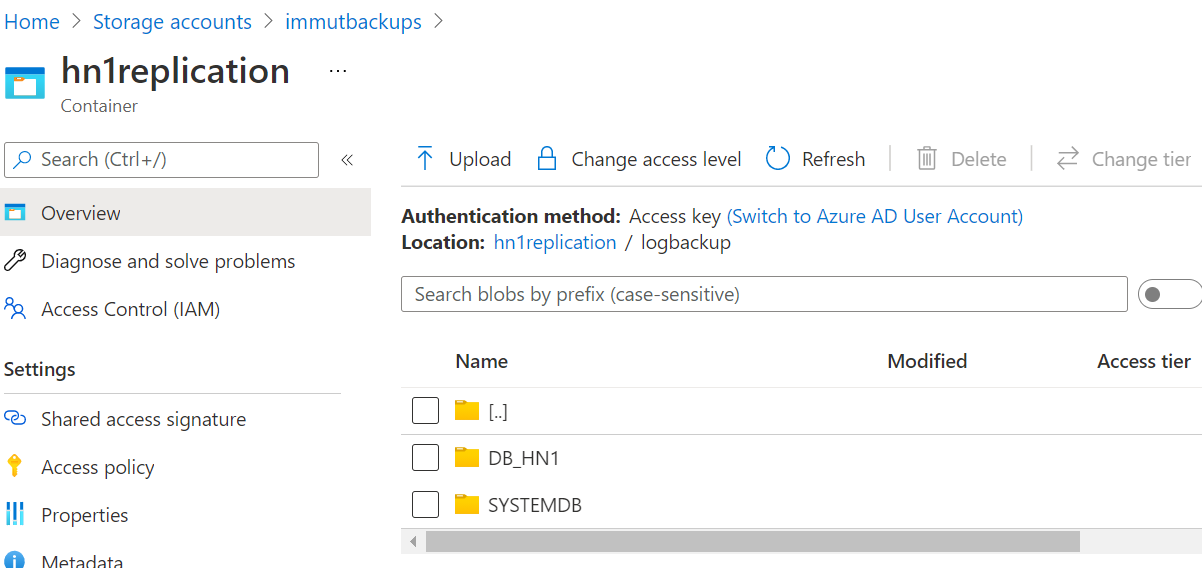 Home > Storage accounts > immutbackups >
hn1replication ...
Container
Search (Ctrl+/) «
Overview
Diagnose and solve problems
Access Control (IAM)
Settings
Shared access signature
Access policy
Properties
Metadata
Upload Change access level Refresh Delete Change tier
Authentication method: Access key (Switch to Azure AD User Account)
Location: hn1replication / logbackup
Search blobs by prefix (case-sensitive)
Name Modified Access tier
[..]
DB_HN1
SYSTEMDB